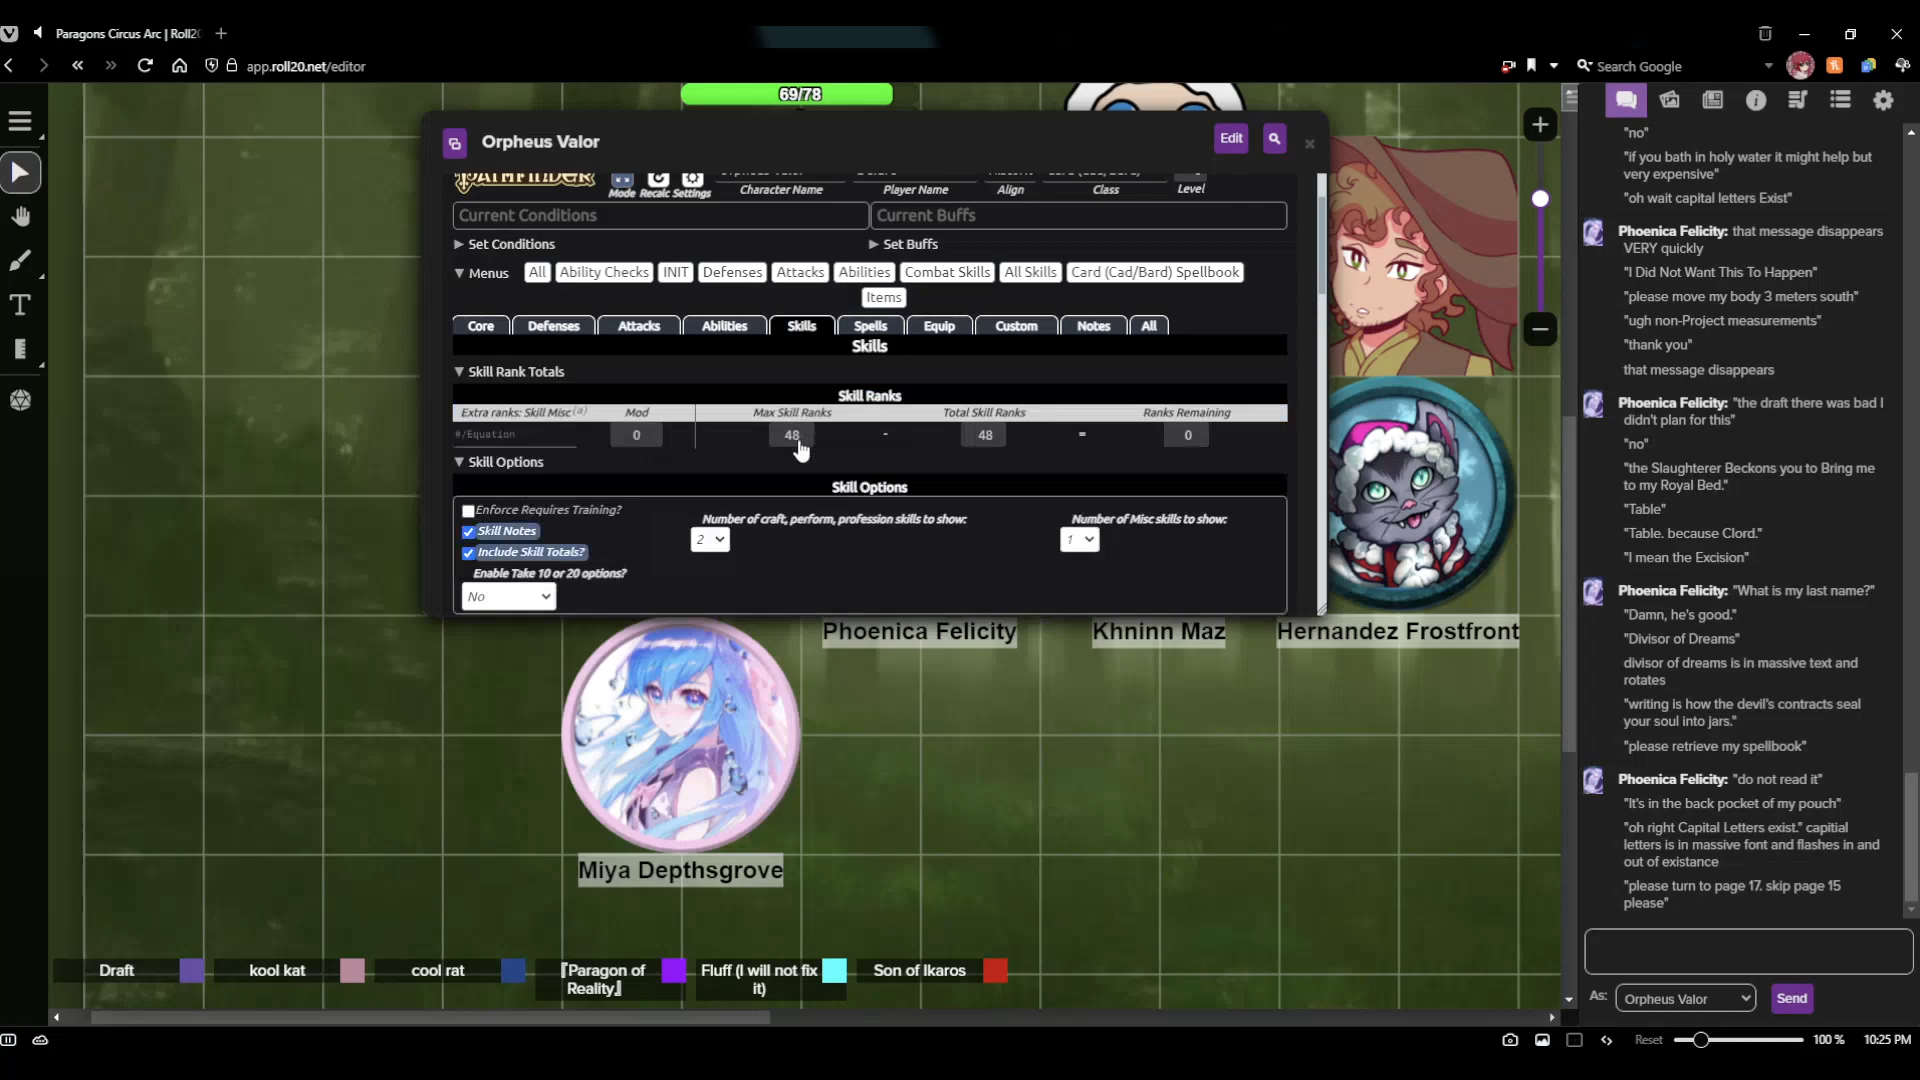 Paragons Circus Arc | Roll2
app.roll20.net/editor
Search Google
69/78
Orpheus Valor
Edit
PATHFINDER
Mode Recalc Settings
Character Name
Player Name
Align
Class
Level
Current Conditions
Current Buffs
Set Conditions
Set Buffs
Menus
All
Ability Checks
INIT
Defenses
Attacks
Abilities
Combat Skills
All Skills
Card (Cad/Bard) Spellbook
Items
Core
Defenses
Attacks
Abilities
Skills
Spells
Equip
Custom
Notes
All
Skills
Skill Rank Totals
Skill Ranks
Extra ranks: Skill Misc (a)
Mod
Max Skill Ranks
Total Skill Ranks
Ranks Remaining
#/Equation
0
48
-
48
=
0
Skill Options
Skill Options
Enforce Requires Training?
Skill Notes
Include Skill Totals?
Enable Take 10 or 20 options?
No
Number of craft, perform, profession skills to show:
2
Number of Misc skills to show:
1
Phoenica Felicity
Khninn Maz
Hernandez Frostfront
Miya Depthsgrove
Draft
kool kat
cool rat
『Paragon of
Reality』
Fluff (I will not fix
it)
Son of Ikaros
"no"
"if you bath in holy water it might help but
very expensive"
"oh wait capital letters Exist"
Phoenica Felicity: that message disappears
VERY quickly
"I Did Not Want This To Happen"
"please move my body 3 meters south"
"ugh non-Project measurements"
"thank you"
that message disappears
Phoenica Felicity: "the draft there was bad I
didn't plan for this"
"no"
"the Slaughterer Beckons you to Bring me
to my Royal Bed."
"Table"
"Table. because Clord."
"I mean the Excision"
Phoenica Felicity: "What is my last name?"
"Damn, he's good."
"Divisor of Dreams"
divisor of dreams is in massive text and
rotates
"writing is how the devil's contracts seal
your soul into jars."
"please retrieve my spellbook"
Phoenica Felicity: "do not read it"
"It's in the back pocket of my pouch"
"oh right Capital Letters exist." capitial
letters is in massive font and flashes in and
out of existance
"please turn to page 17. skip page 15
please"
As:
Orpheus Valor
Send
Reset
100 %
10:25 PM